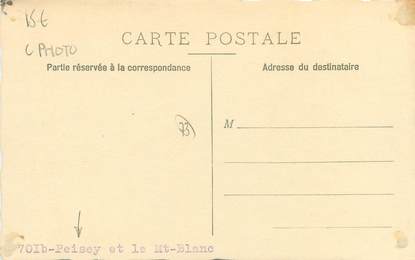 15€
C PHOTO
CARTE POSTALE
Partie réservée à la correspondance
Adresse du destinataire
73
M
701b-Peisey et le Mt-Blanc